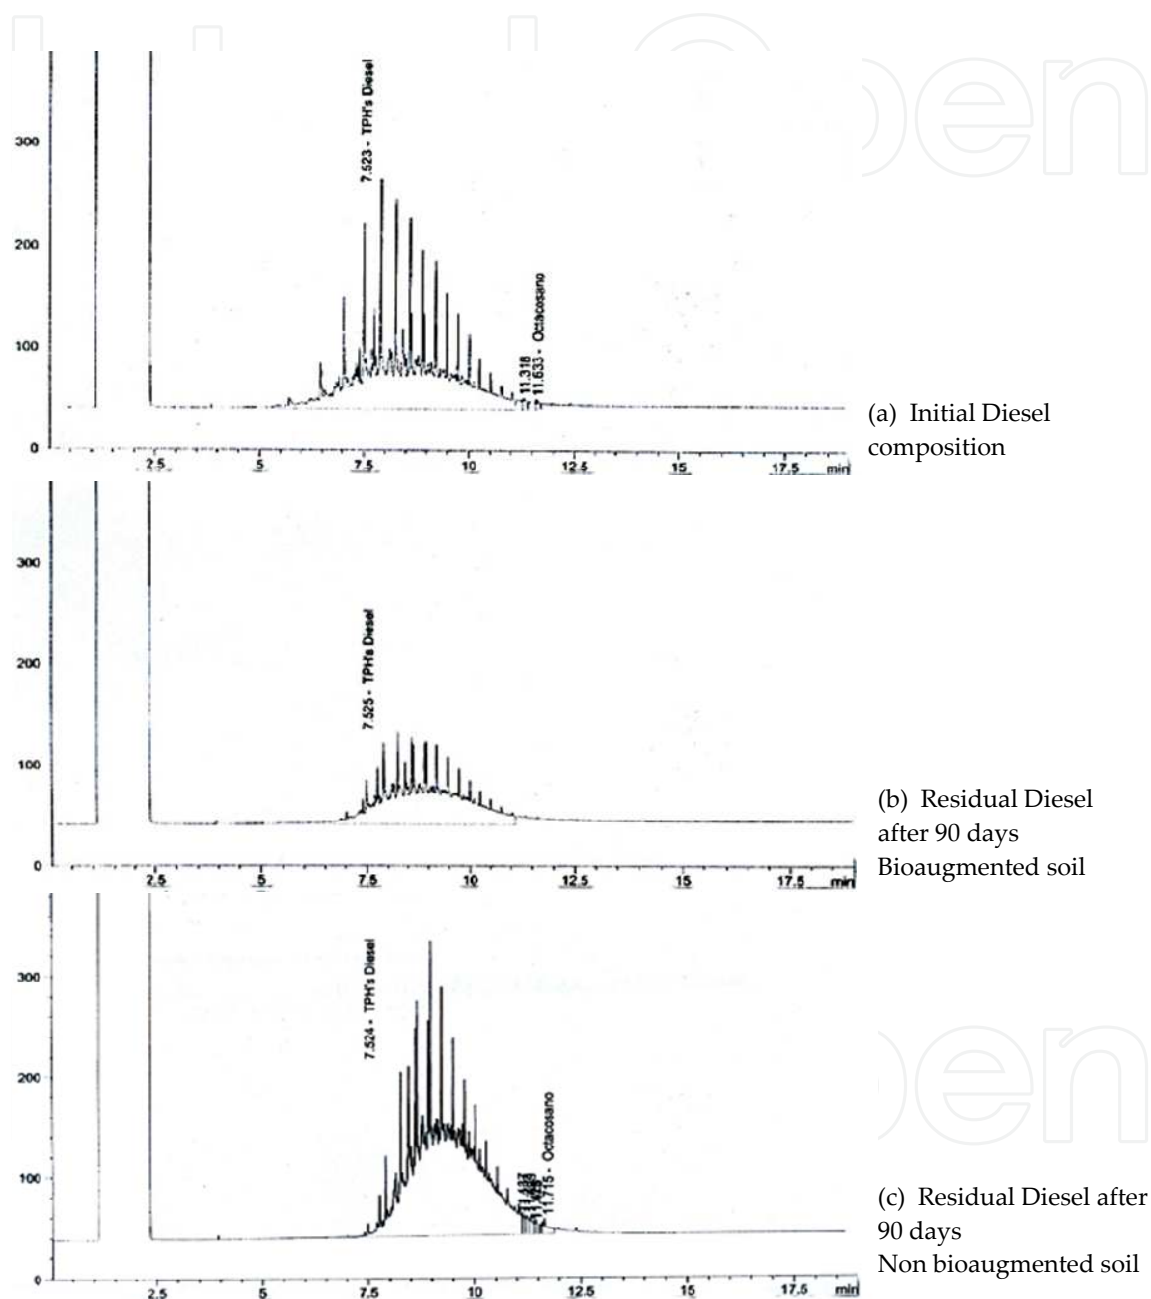 7.523 - TPH's Diesel
11.318
11.633 - Octacosano
300
200
100
0
2.5 5 7.5 10 12.5 15 17.5 min
(a) Initial Diesel
composition
7.525 - TPH's Diesel
300
200
100
0
2.5 5 7.5 10 12.5 15 17.5 min
(b) Residual Diesel
after 90 days
Bioaugmented soil
7.524 - TPH's Diesel
11.715 - Octacosano
300
200
100
0
2.5 5 7.5 10 12.5 15 17.5 min
(c) Residual Diesel after
90 days
Non bioaugmented soil